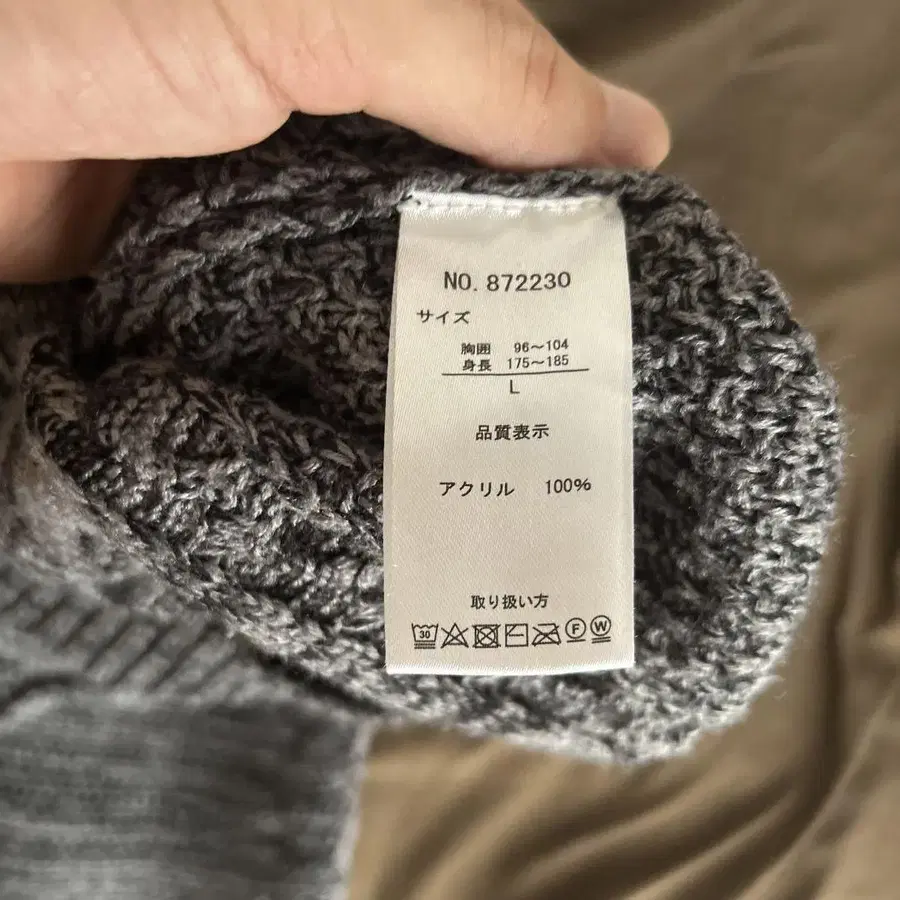 NO. 872230
サイズ
胸囲 96～104
身長 175～185
L
品質表示
アクリル 100%
取り扱い方
30 F W